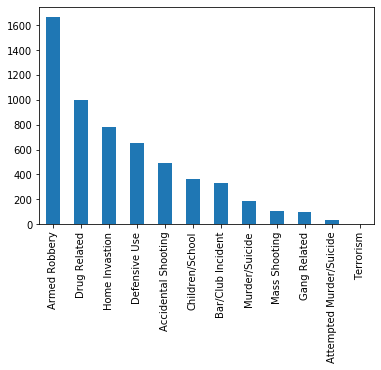 1600
1400
1200
1000
800
600
400
200
0
Armed Robbery
Drug Related
Home Invastion
Defensive Use
Accidental Shooting
Children/School
Bar/Club Incident
Murder/Suicide
Mass Shooting
Gang Related
Attempted Murder/Suicide
Terrorism